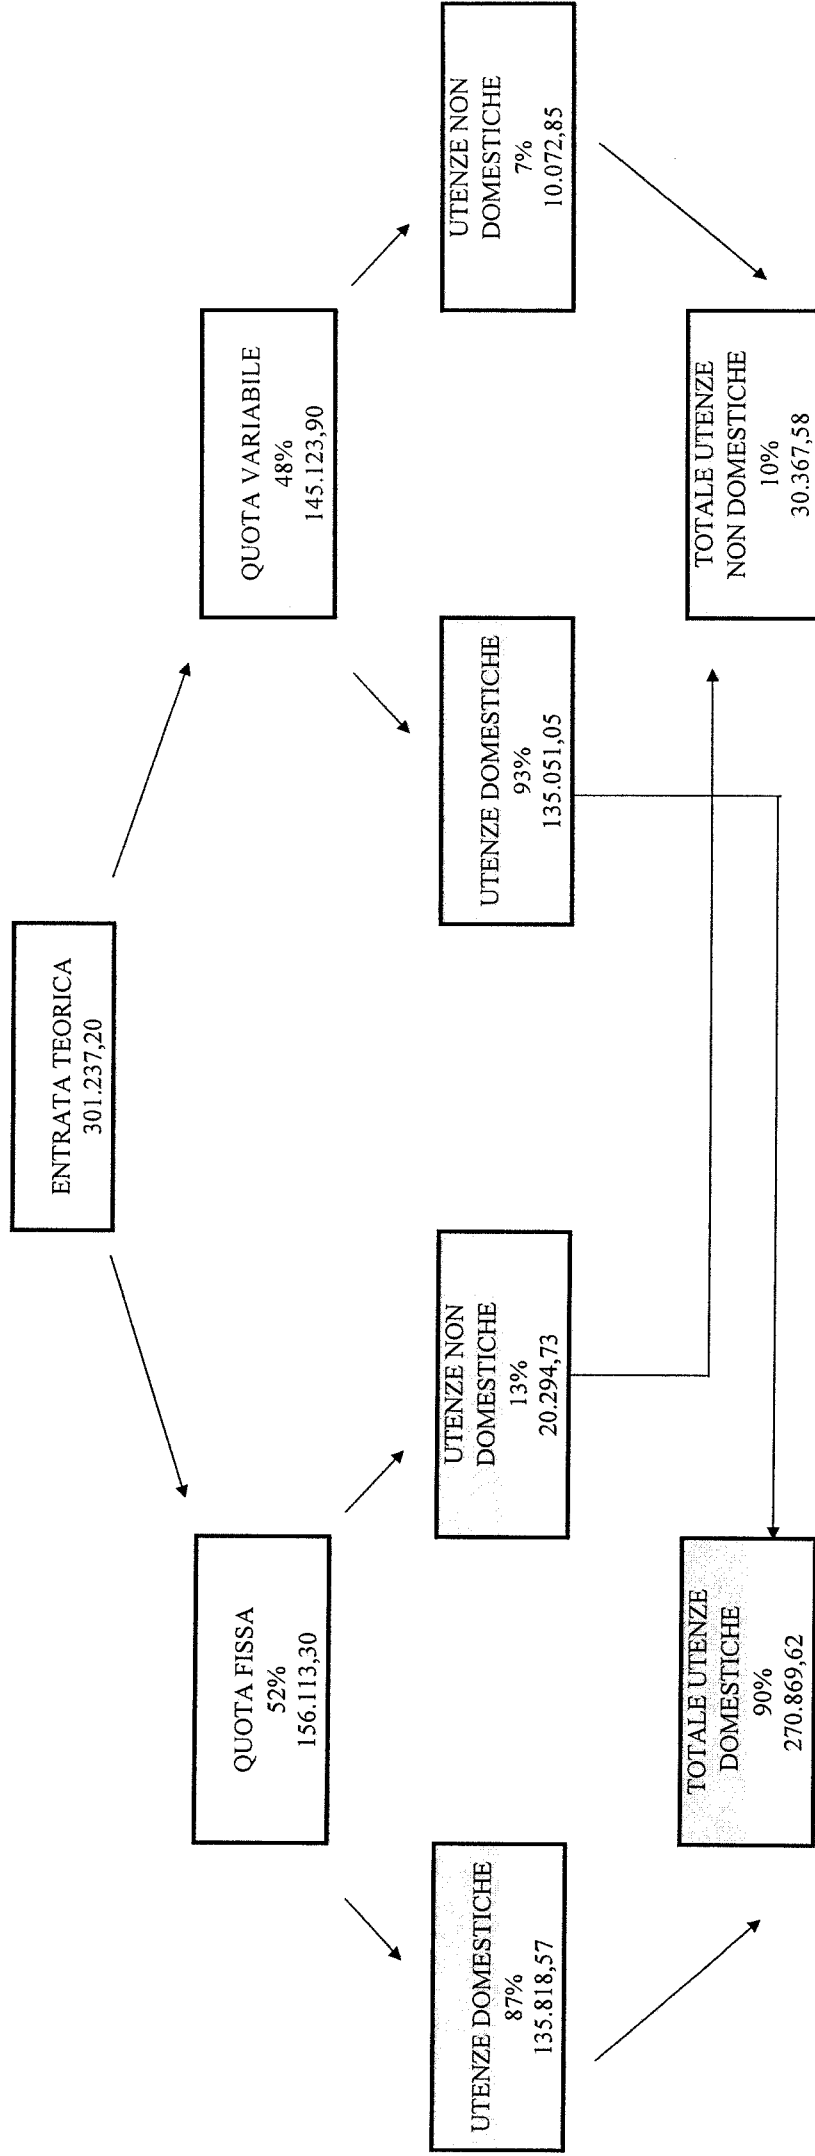 ENTRATA TEORICA
301.237,20
QUOTA FISSA
52%
156.113,30
QUOTA VARIABILE
48%
145.123,90
UTENZE DOMESTICHE
87%
135.818,57
UTENZE NON
DOMESTICHE
13%
20.294,73
UTENZE DOMESTICHE
93%
135.051,05
UTENZE NON
DOMESTICHE
7%
10.072,85
TOTALE UTENZE
DOMESTICHE
90%
270.869,62
TOTALE UTENZE
NON DOMESTICHE
10%
30.367,58